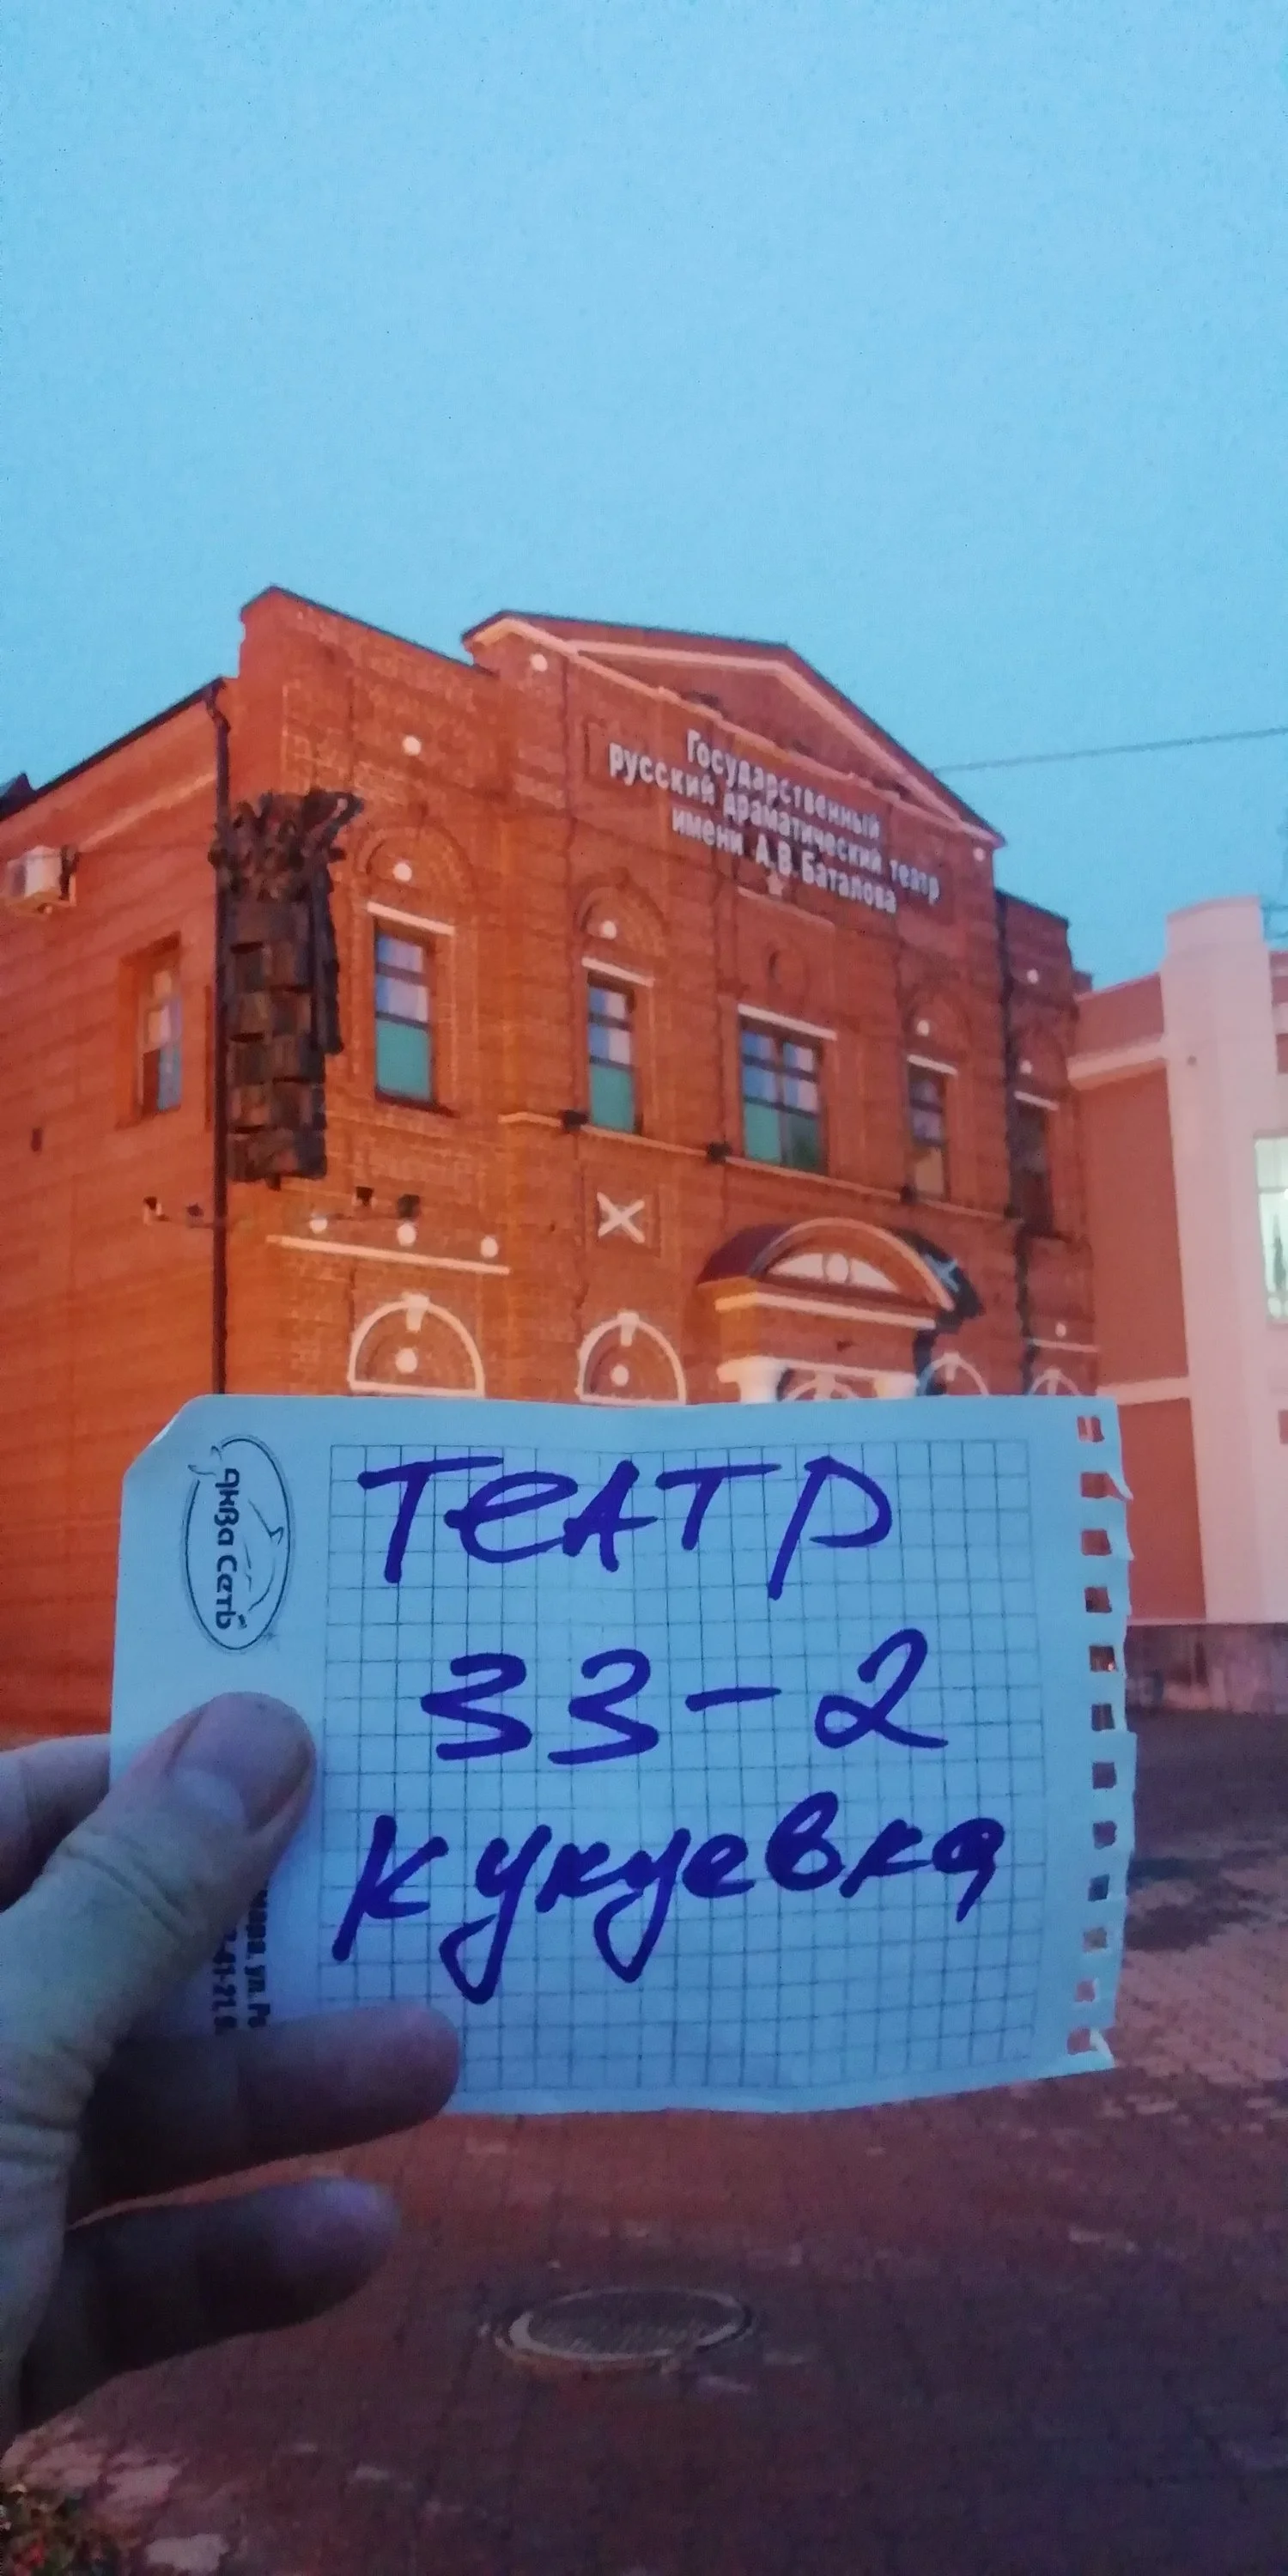 Государственный
русский драматический театр
имени А.В.Баталова
Аква Сеть
ТЕАТР
33-2
Кукуевка